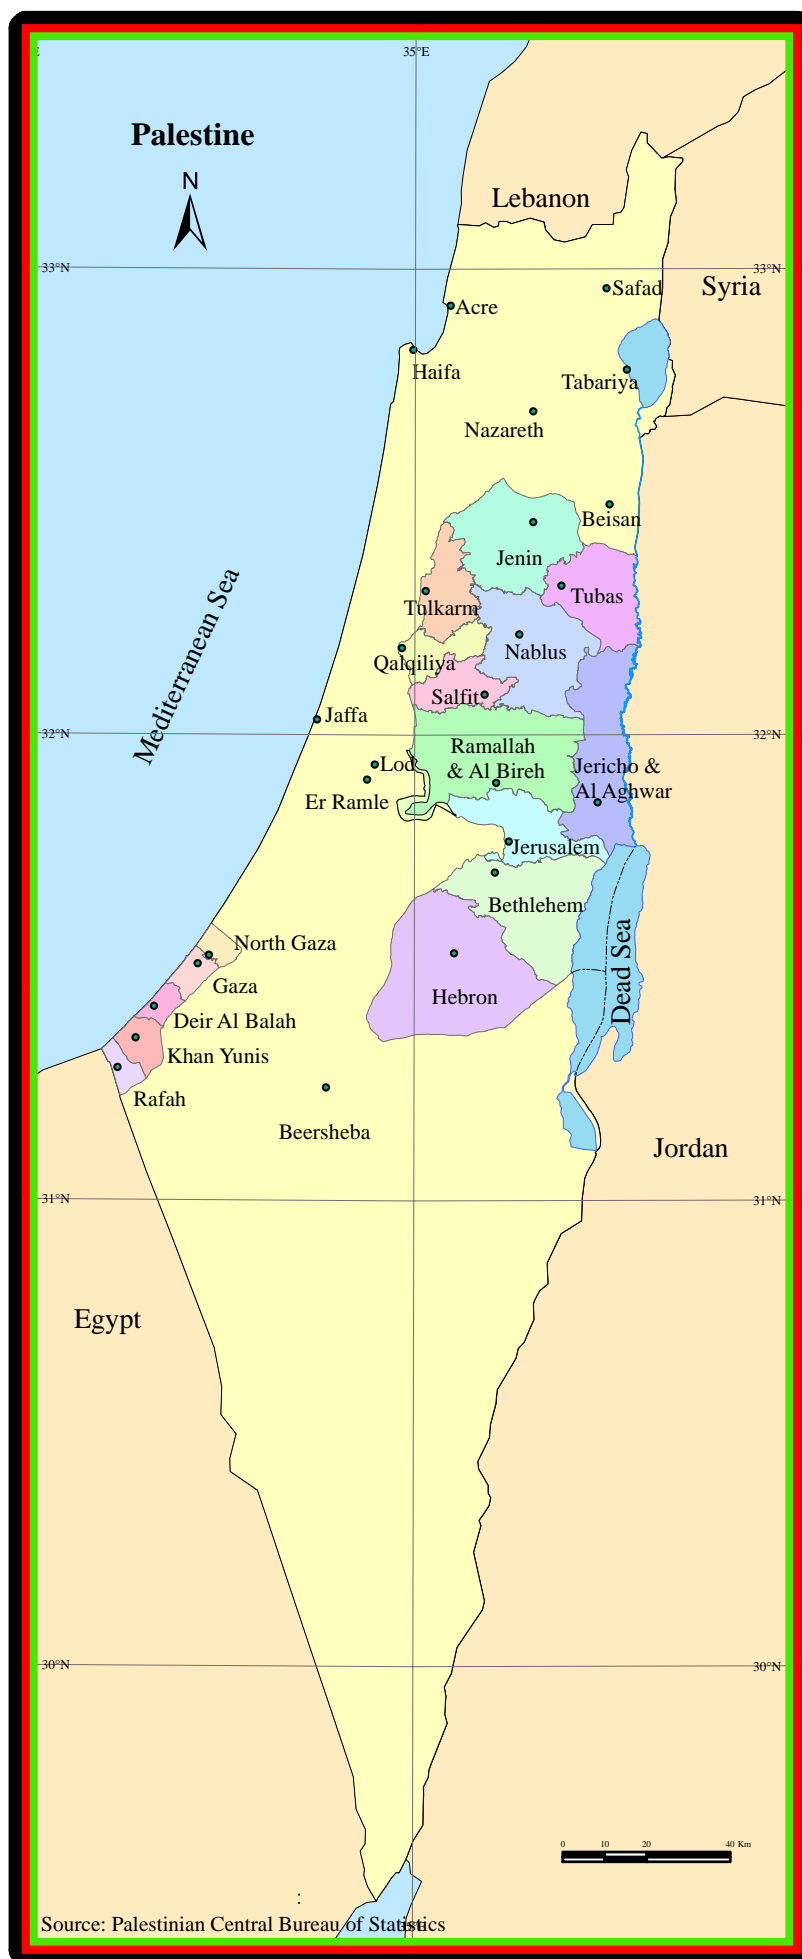 E
35°E
Palestine
N
Lebanon
33°N
33°N
Syria
Safad
Acre
Haifa
Tabariya
Nazareth
Beisan
Jenin
Tubas
Tulkarm
Nablus
Qalqiliya
Salfit
Mediterranean Sea
Jaffa
32°N
32°N
Ramallah
& Al Bireh
Lod
Jericho &
Al Aghwar
Er Ramle
Jerusalem
Bethlehem
North Gaza
Dead Sea
Gaza
Hebron
Deir Al Balah
Khan Yunis
Rafah
Beersheba
Jordan
31°N
31°N
Egypt
30°N
30°N
0 10 20 40 Km
:
Source: Palestinian Central Bureau of Statistics